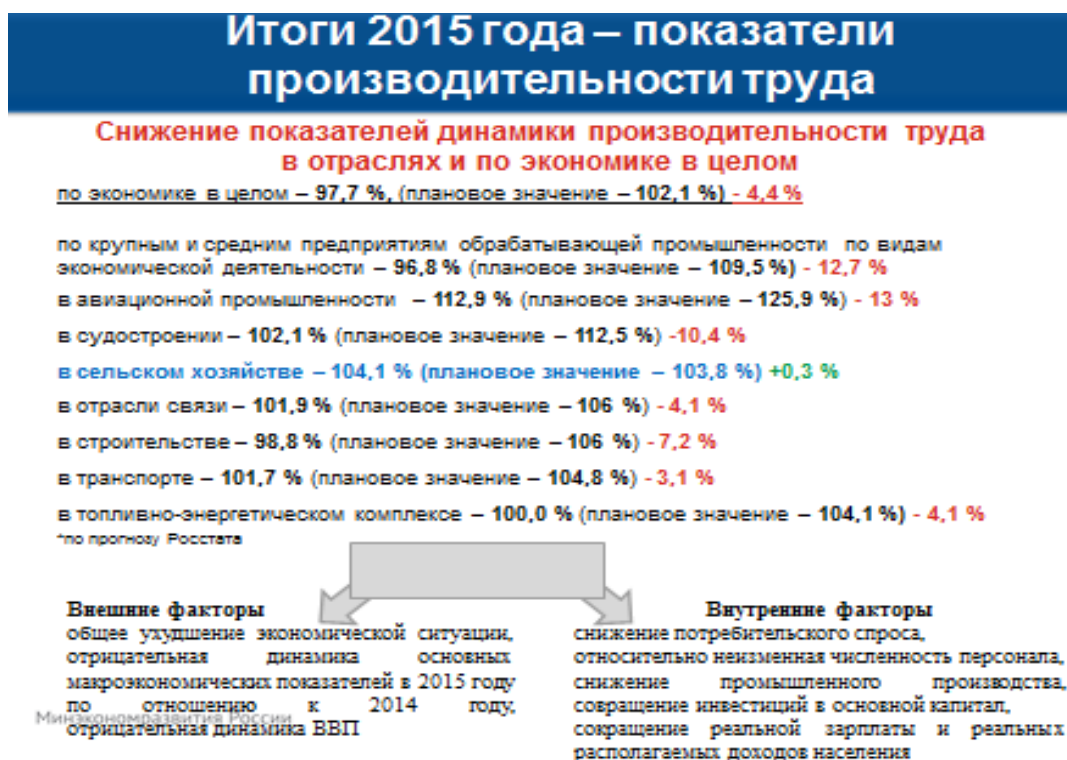 Итоги 2015 года – показатели
производительности труда
Снижение показателей динамики производительности труда
в отраслях и по экономике в целом
по экономике в целом – 97,7 %, (плановое значение – 102,1 %) - 4,4 %
по крупным и средним предприятиям обрабатывающей промышленности по видам
экономической деятельности – 96,8 % (плановое значение – 109,5 %) - 12,7 %
в авиационной промышленности – 112,9 % (плановое значение – 125,9 %) - 13 %
в судостроении – 102,1 % (плановое значение – 112,5 %) -10,4 %
в сельском хозяйстве – 104,1 % (плановое значение – 103,8 %) +0,3 %
в отрасли связи – 101,9 % (плановое значение – 106 %) - 4,1 %
в строительстве – 98,8 % (плановое значение – 106 %) - 7,2 %
в транспорте – 101,7 % (плановое значение – 104,8 %) - 3,1 %
в топливно-энергетическом комплексе – 100,0 % (плановое значение – 104,1 %) - 4,1 %
*по прогнозу Росстата
Внешние факторы
общее ухудшение экономической ситуации,
отрицательная динамика основных
макроэкономических показателей в 2015 году
по отношению к 2014 году,
отрицательная динамика ВВП
Внутренние факторы
снижение потребительского спроса,
относительно неизменная численность персонала,
снижение промышленного производства,
сокращение инвестиций в основной капитал,
сокращение реальной зарплаты и реальных
располагаемых доходов населения
Минэкономразвития России